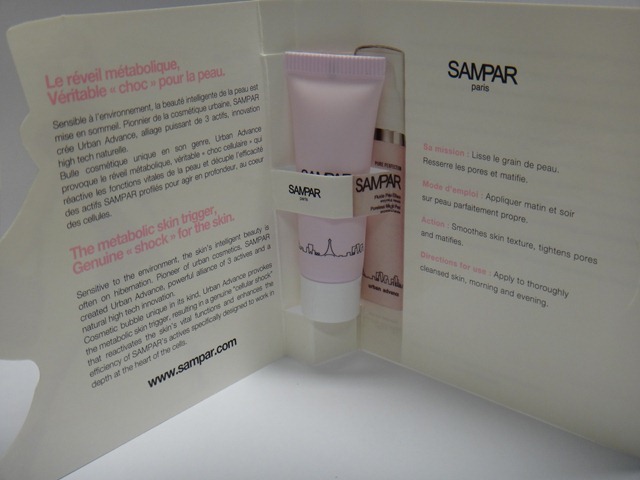 Le réveil métabolique,
Véritable « choc » pour la peau.
Sensible à l'environnement, la beauté intelligente de la peau est
mise en sommeil. Pionnier de la cosmétique urbaine, SAMPAR
crée Urban Advance, alliage puissant de 3 actifs, innovation
high tech naturelle.
Bulle cosmétique unique en son genre, Urban Advance
provoque le réveil métabolique, véritable « choc cellulaire » qui
réactive les fonctions vitales de la peau et décuple l'efficacité
des actifs SAMPAR profilés pour agir en profondeur, au coeur
des cellules.
The metabolic skin trigger,
Genuine « shock » for the skin.
Sensitive to the environment, the skin's intelligent beauty is
often on hibernation. Pioneer of urban cosmetics, SAMPAR
created Urban Advance, powerful alliance of 3 actives and a
natural high tech innovation.
Cosmetic bubble unique in its kind, Urban Advance provokes
the metabolic skin trigger, resulting in a genuine "cellular shock"
that reactivates the skin's vital functions and enhances the
efficiency of SAMPAR's actives specifically designed to work in
depth at the heart of the cells.
www.sampar.com
SAMPAR
paris
PURE PERFECTION
SAMPAR
urban advance
SAMPAR
paris
Sa mission : Lisse le grain de peau.
Resserre les pores et matifie.
Mode d'emploi : Appliquer matin et soir
sur peau parfaitement propre.
Action : Smoothes skin texture, tightens pores
and matifies.
Directions for use : Apply to thoroughly
cleansed skin, morning and evening.